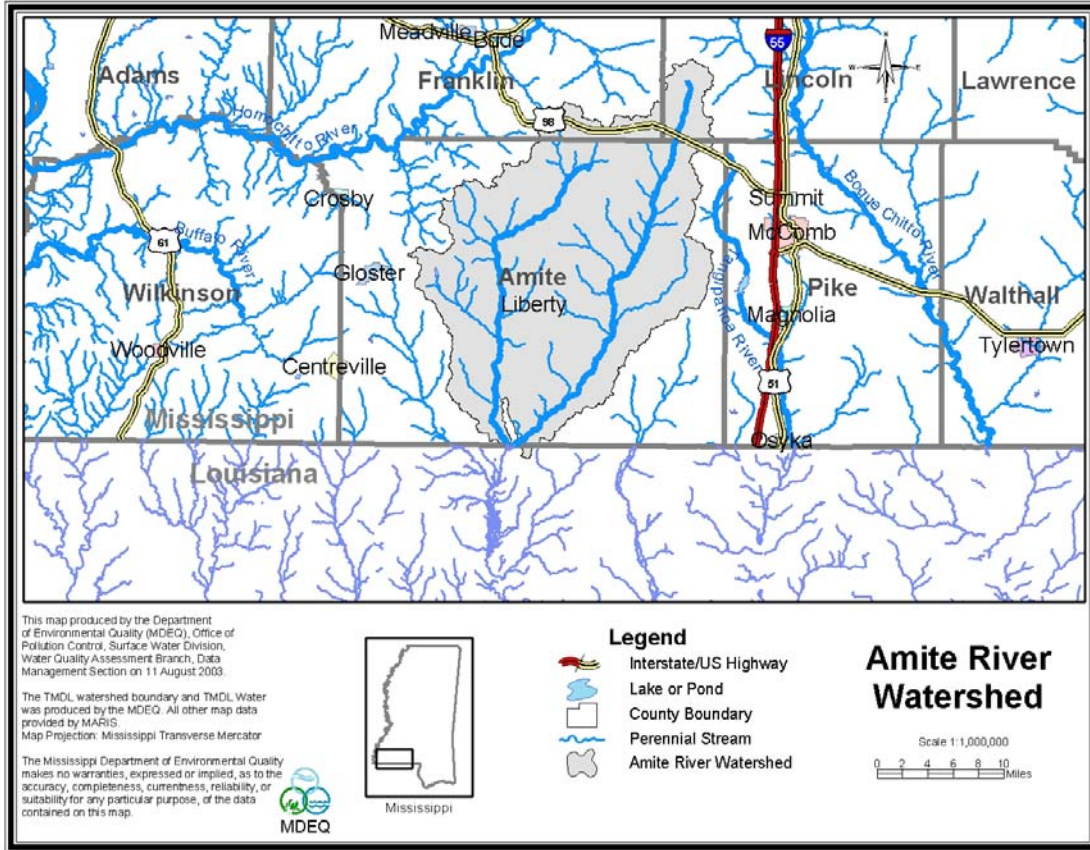 Meadville
Bude
55
Adams
Franklin
Lincoln
Lawrence
N
W
E
S
Homochitto River
98
Crosby
Summit
Bogue Chitto River
McComb
Buffalo River
61
Tangipahoa River
Gloster
Amite
Liberty
Wilkinson
Pike
Walthall
Magnolia
Woodville
Tylertown
Centreville
51
Mississippi
Osyka
Louisiana
This map produced by the Department
of Environmental Quality (MDEQ), Office of
Pollution Control, Surface Water Division,
Water Quality Assessment Branch, Data
Management Section on 11 August 2003.
The TMDL watershed boundary and TMDL Water
was produced by the MDEQ. All other map data
provided by MARIS.
Map Projection: Mississippi Transverse Mercator
The Mississippi Department of Environmental Quality
makes no warranties, expressed or implied, as to the
accuracy, completeness, currentness, reliability, or
suitability for any particular purpose, of the data
contained on this map.
MDEQ
Mississippi
Legend
Interstate/US Highway
Lake or Pond
County Boundary
Perennial Stream
Amite River Watershed
Amite River
Watershed
Scale 1:1,000,000
0 2 4 6 8 10
Miles